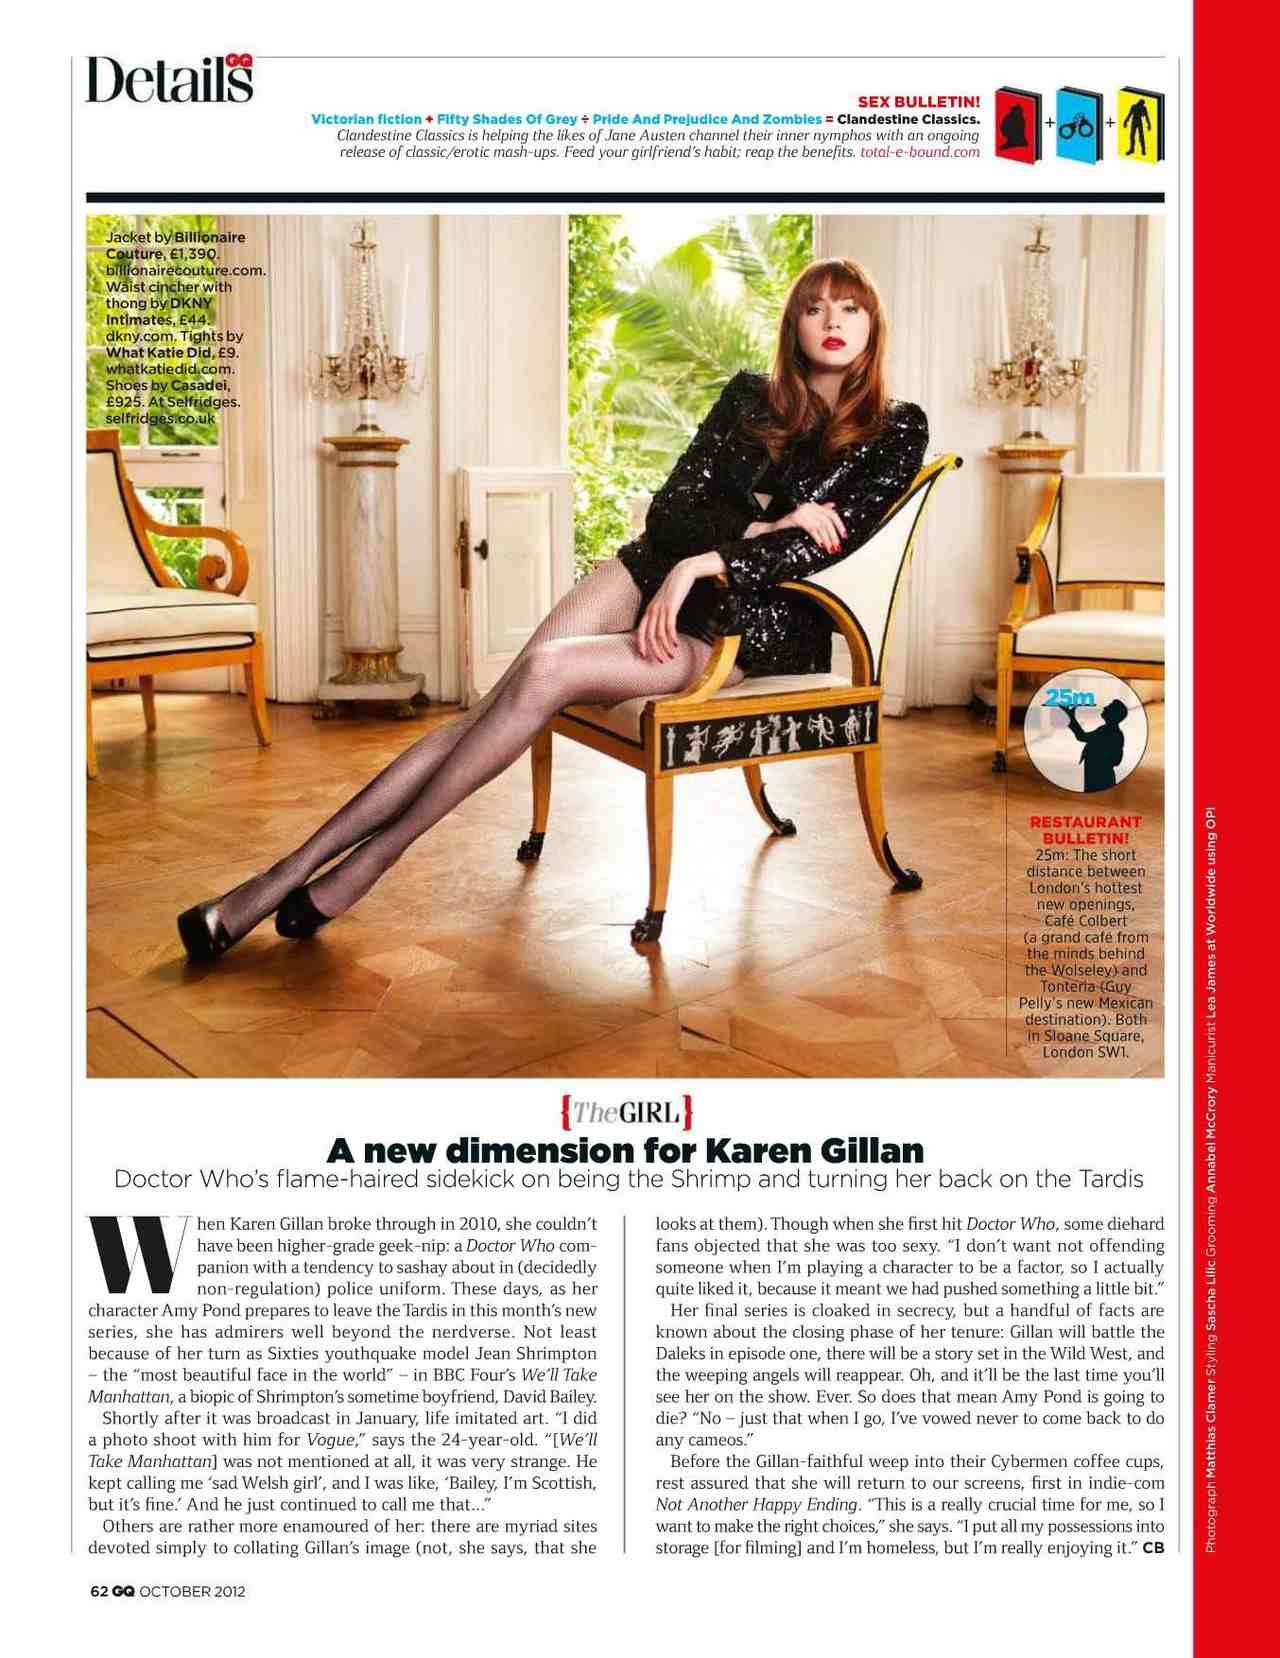 Details
GQ
SEX BULLETIN!
Victorian fiction + Fifty Shades Of Grey ÷ Pride And Prejudice And Zombies = Clandestine Classics.
Clandestine Classics is helping the likes of Jane Austen channel their inner nymphos with an ongoing
release of classic/erotic mash-ups. Feed your girlfriend's habit; reap the benefits. total-e-bound.com
+ +
Jacket by Billionaire
Couture, £1,390.
billionairecouture.com.
Waist cincher with
thong by DKNY
Intimates, £44.
dkny.com. Tights by
What Katie Did, £9.
whatkatiedid.com.
Shoes by Casadei,
£925. At Selfridges.
selfridges.co.uk
25m
RESTAURANT
BULLETIN!
25m: The short
distance between
London's hottest
new openings,
Café Colbert
(a grand café from
the minds behind
the Wolseley) and
Tonteria (Guy
Pelly's new Mexican
destination). Both
in Sloane Square,
London SW1.
{TheGIRL}
A new dimension for Karen Gillan
Doctor Who's flame-haired sidekick on being the Shrimp and turning her back on the Tardis
When Karen Gillan broke through in 2010, she couldn't
have been higher-grade geek-nip: a Doctor Who com-
panion with a tendency to sashay about in (decidedly
non-regulation) police uniform. These days, as her
character Amy Pond prepares to leave the Tardis in this month's new
series, she has admirers well beyond the nerdverse. Not least
because of her turn as Sixties youthquake model Jean Shrimpton
– the "most beautiful face in the world" – in BBC Four's We'll Take
Manhattan, a biopic of Shrimpton's sometime boyfriend, David Bailey.
Shortly after it was broadcast in January, life imitated art. "I did
a photo shoot with him for Vogue," says the 24-year-old. "[We'll
Take Manhattan] was not mentioned at all, it was very strange. He
kept calling me 'sad Welsh girl', and I was like, 'Bailey, I'm Scottish,
but it's fine.' And he just continued to call me that..."
Others are rather more enamoured of her: there are myriad sites
devoted simply to collating Gillan's image (not, she says, that she
looks at them). Though when she first hit Doctor Who, some diehard
fans objected that she was too sexy. "I don't want not offending
someone when I'm playing a character to be a factor, so I actually
quite liked it, because it meant we had pushed something a little bit."
Her final series is cloaked in secrecy, but a handful of facts are
known about the closing phase of her tenure: Gillan will battle the
Daleks in episode one, there will be a story set in the Wild West, and
the weeping angels will reappear. Oh, and it'll be the last time you'll
see her on the show. Ever. So does that mean Amy Pond is going to
die? "No – just that when I go, I've vowed never to come back to do
any cameos."
Before the Gillan-faithful weep into their Cybermen coffee cups,
rest assured that she will return to our screens, first in indie-com
Not Another Happy Ending. "This is a really crucial time for me, so I
want to make the right choices," she says. "I put all my possessions into
storage [for filming] and I'm homeless, but I'm really enjoying it." CB
Photograph Matthias Clamer Styling Sascha Lilic Grooming Annabel McCrory Manicurist Lea James at Worldwide using OPI
62 GQ OCTOBER 2012